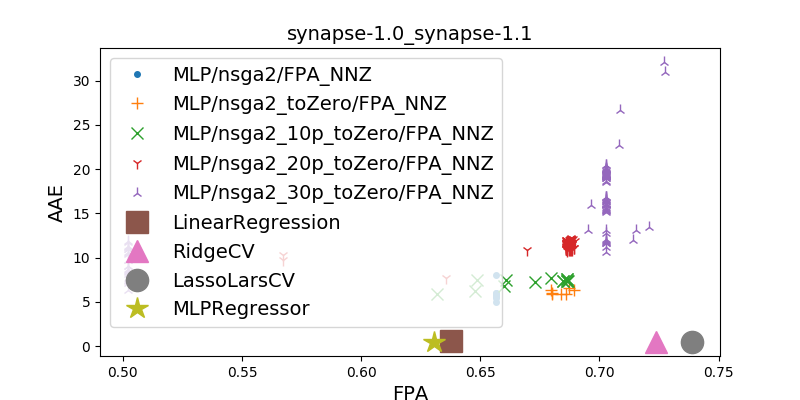 synapse-1.0_synapse-1.1
AAE
30
25
20
15
10
5
0
MLP/nsga2/FPA_NNZ
MLP/nsga2_toZero/FPA_NNZ
MLP/nsga2_10p_toZero/FPA_NNZ
MLP/nsga2_20p_toZero/FPA_NNZ
MLP/nsga2_30p_toZero/FPA_NNZ
LinearRegression
RidgeCV
LassoLarsCV
MLPRegressor
0.50 0.55 0.60 0.65 0.70 0.75
FPA